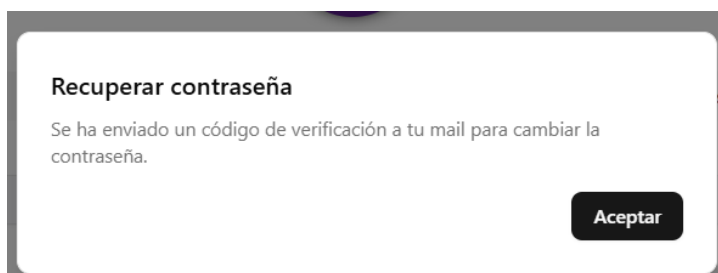 Recuperar contraseña
Se ha enviado un código de verificación a tu mail para cambiar la
contraseña.
Aceptar